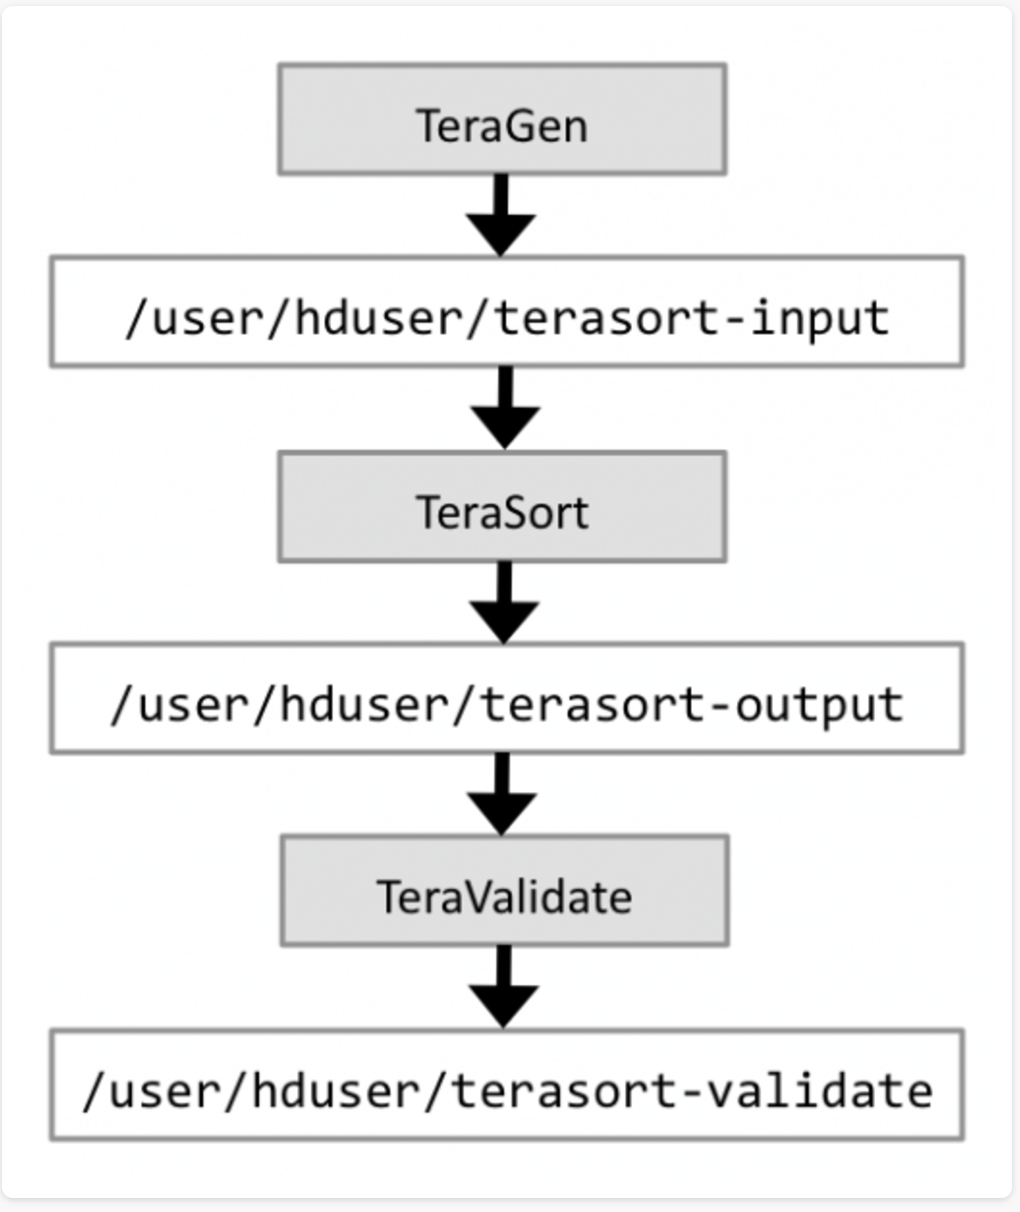 TeraGen
/user/hduser/terasort-input
TeraSort
/user/hduser/terasort-output
TeraValidate
/user/hduser/terasort-validate